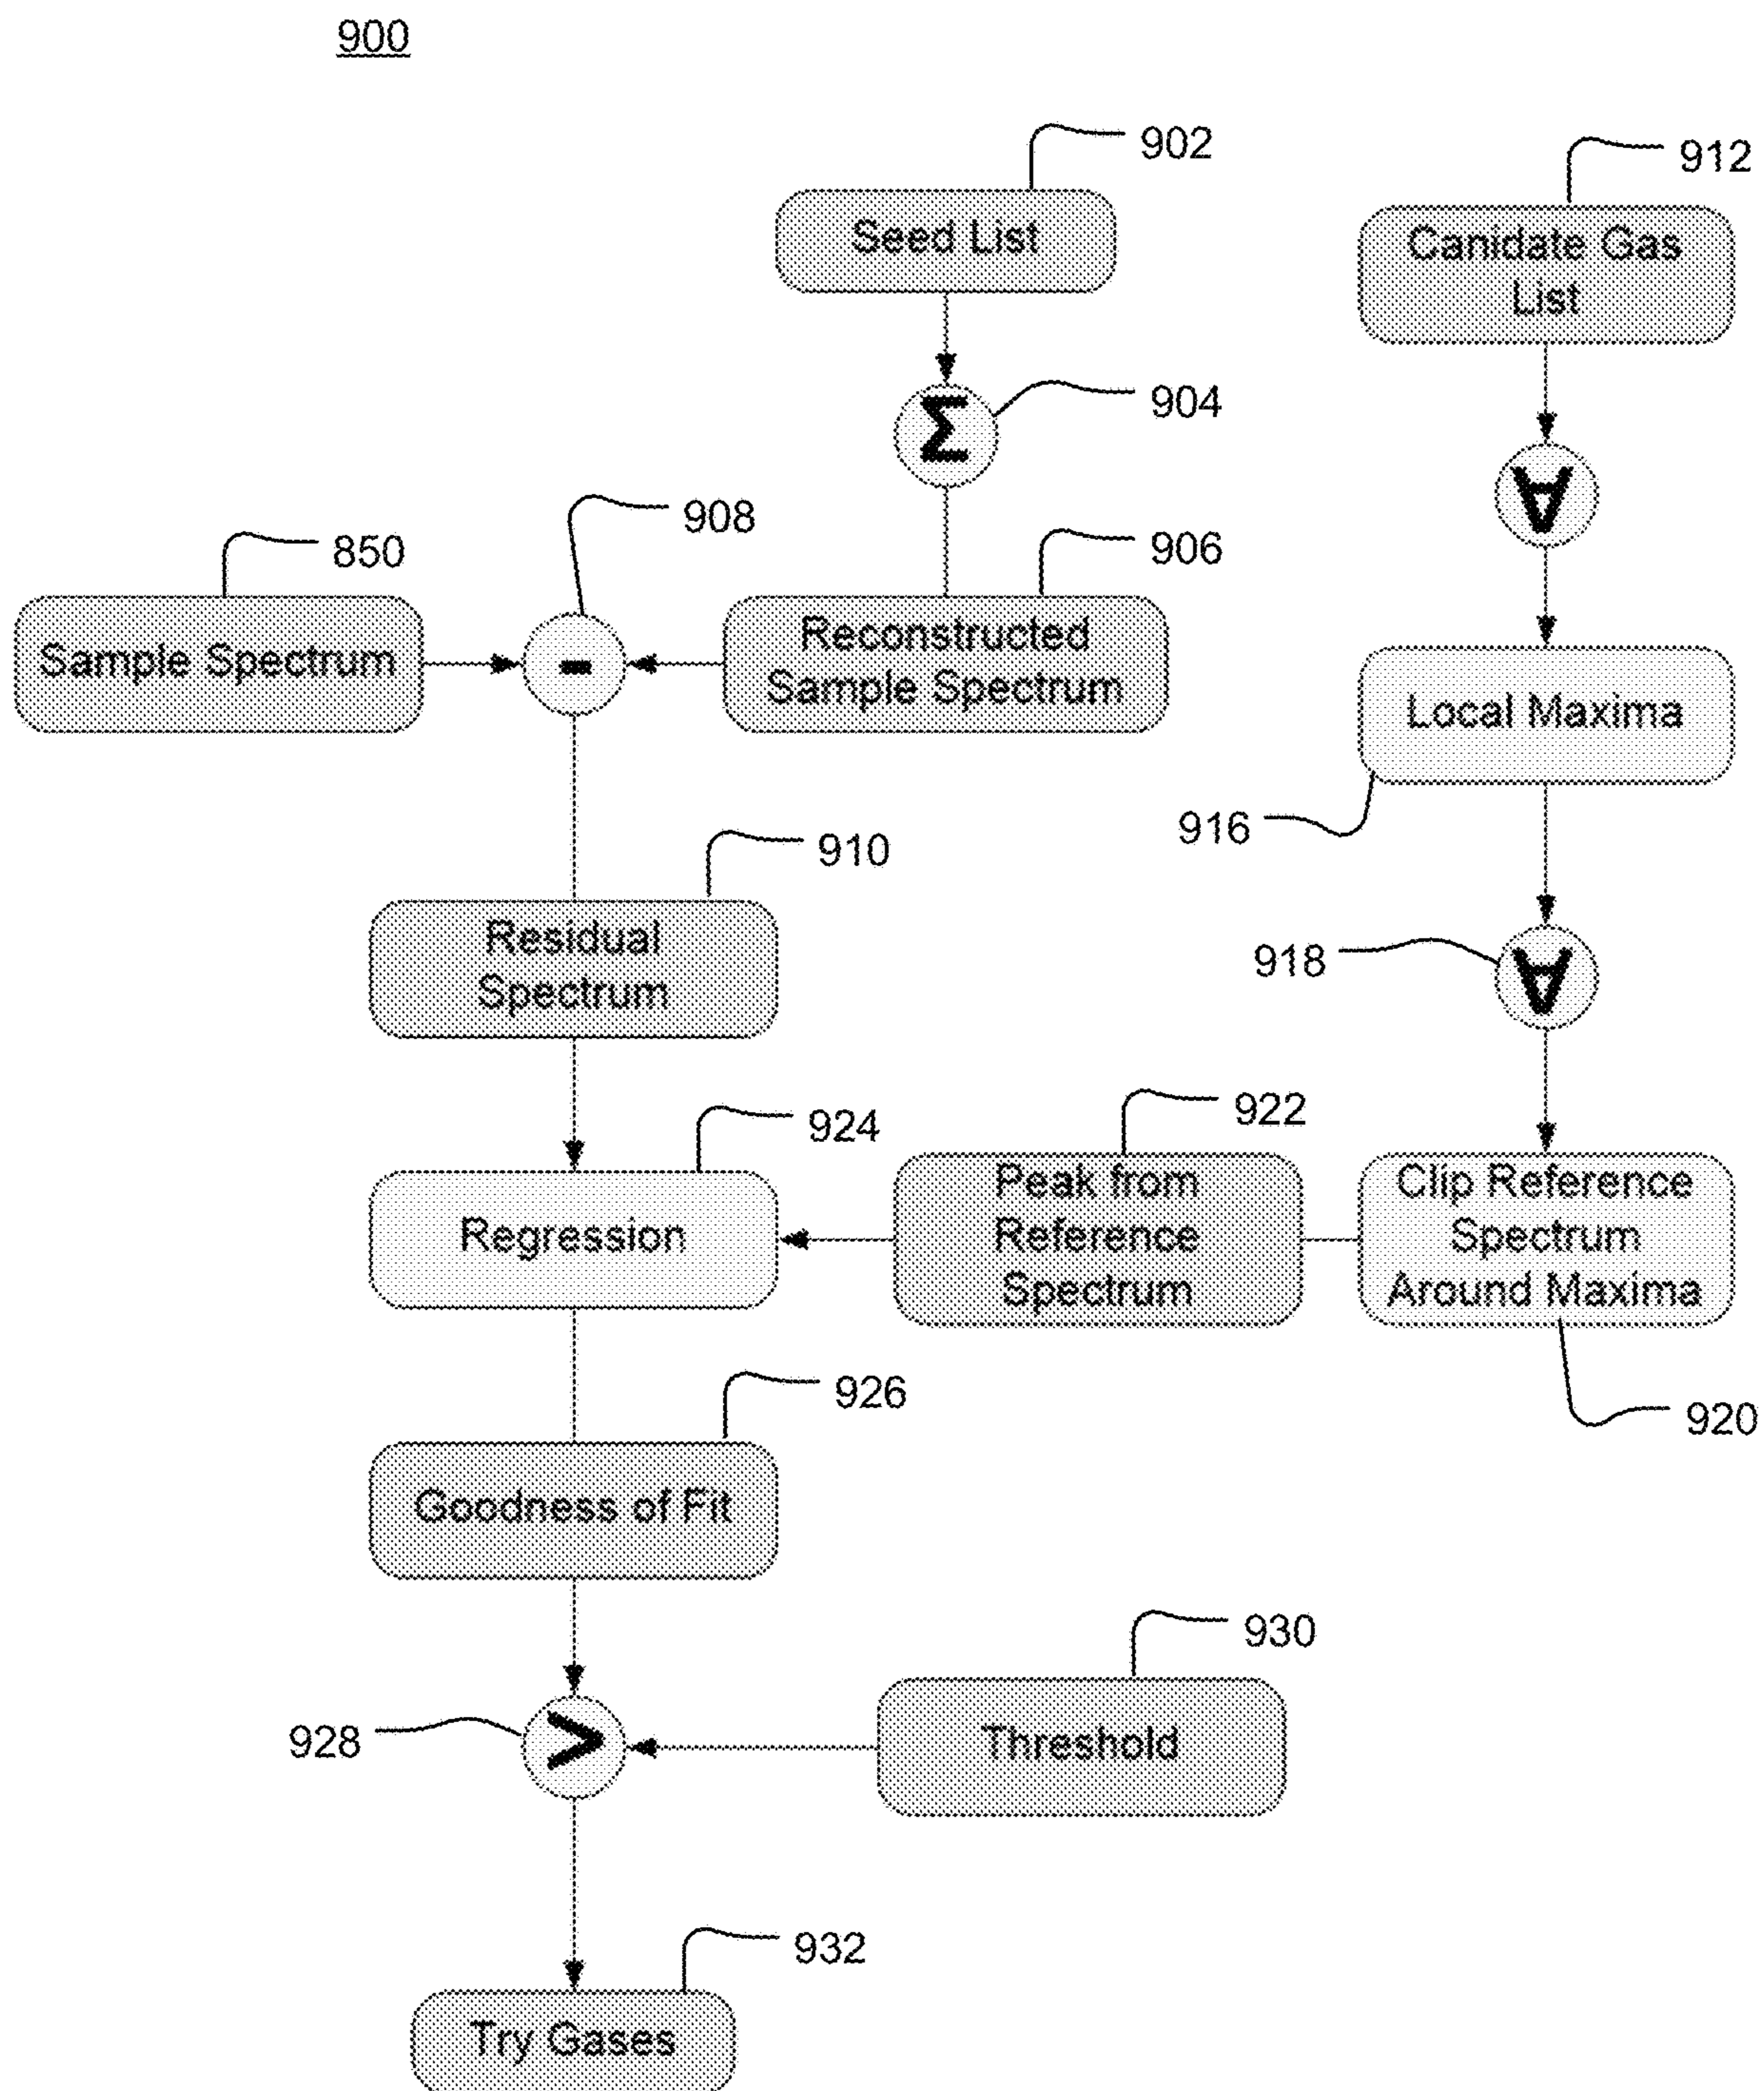 900
902
912
Seed List
Canidate Gas
List
904
Σ
∀
908
850
906
Sample Spectrum
-
Reconstructed
Sample Spectrum
Local Maxima
916
910
Residual
Spectrum
918
∀
924
922
Regression
Peak from
Reference
Spectrum
Clip Reference
Spectrum
Around Maxima
920
926
Goodness of Fit
930
928
>
Threshold
932
Try Gases